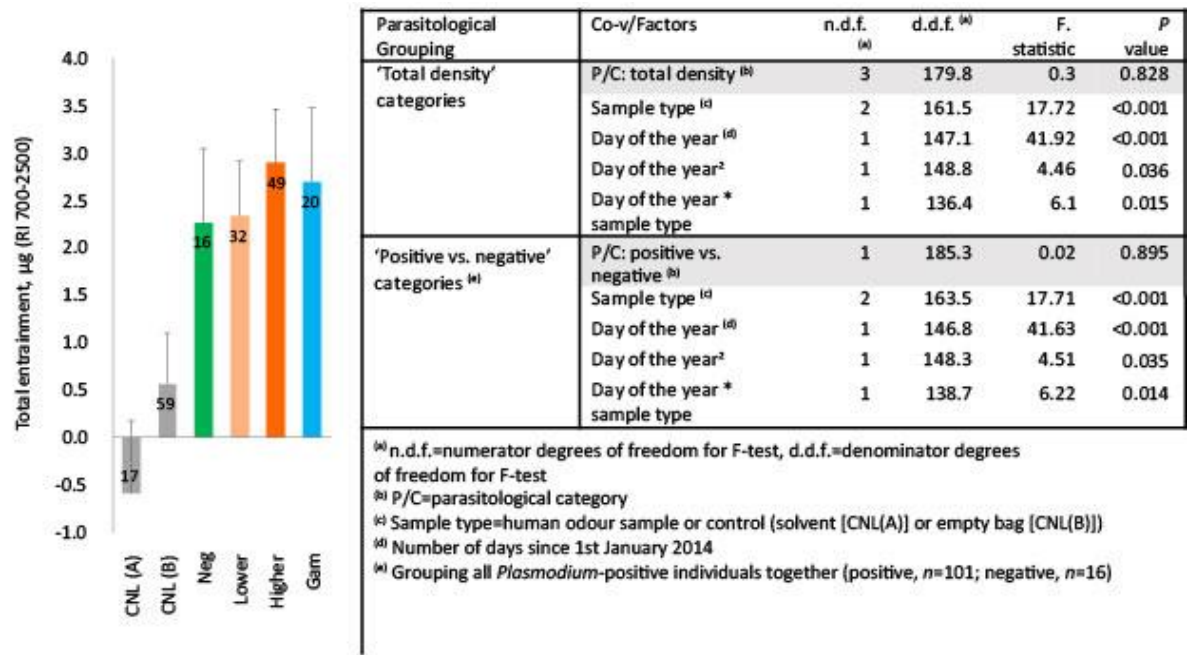 Total entrainment, µg (RI 700-2500)
4.0
3.5
3.0
2.5
2.0
1.5
1.0
0.5
0.0
-0.5
-1.0
17
59
16
32
49
20
CNL (A)
CNL (B)
Neg
Lower
Higher
Gam
Parasitological Grouping Co-v/Factors n.d.f. (a) d.d.f. (a) F. statistic P value
'Total density' categories P/C: total density (b) 3 179.8 0.3 0.828
Sample type (c) 2 161.5 17.72 <0.001
Day of the year (d) 1 147.1 41.92 <0.001
Day of the year² 1 148.8 4.46 0.036
Day of the year * sample type 1 136.4 6.1 0.015
'Positive vs. negative' categories (e) P/C: positive vs. negative (b) 1 185.3 0.02 0.895
Sample type (c) 2 163.5 17.71 <0.001
Day of the year (d) 1 146.8 41.63 <0.001
Day of the year² 1 148.3 4.51 0.035
Day of the year * sample type 1 138.7 6.22 0.014
(a) n.d.f.=numerator degrees of freedom for F-test, d.d.f.=denominator degrees
of freedom for F-test
(b) P/C=parasitological category
(c) Sample type=human odour sample or control (solvent [CNL(A)] or empty bag [CNL(B)])
(d) Number of days since 1st January 2014
(e) Grouping all Plasmodium-positive individuals together (positive, n=101; negative, n=16)